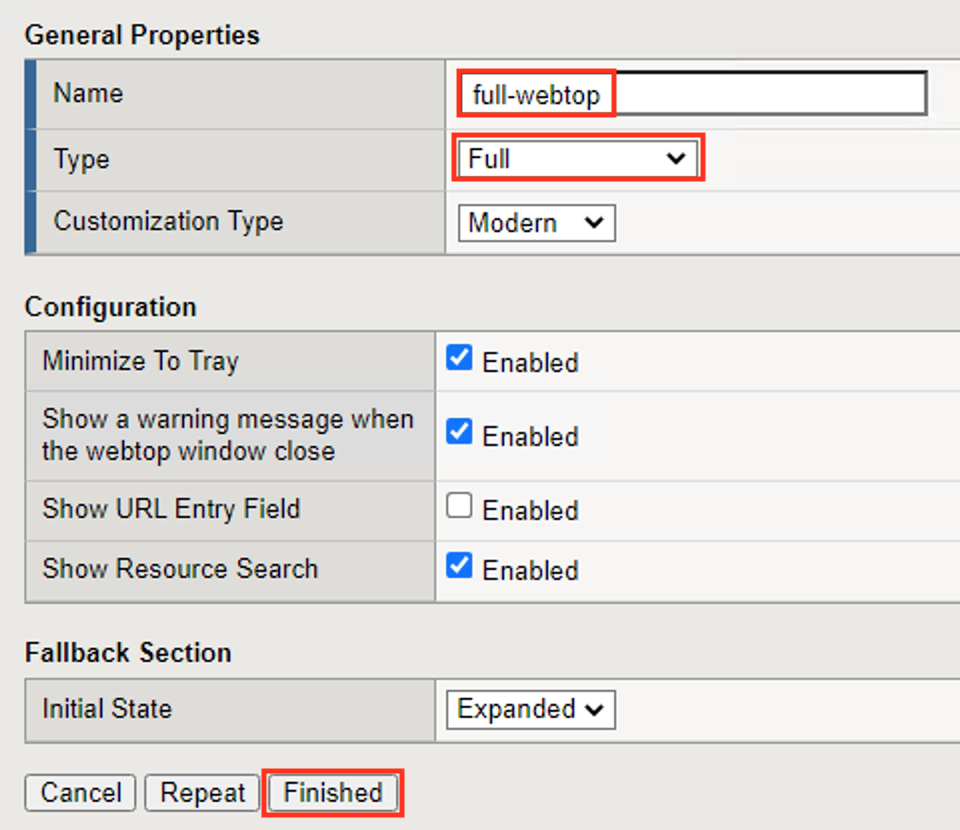 General Properties
Name
full-webtop
Type
Full
Customization Type
Modern
Configuration
Minimize To Tray
Enabled
Show a warning message when
the webtop window close
Enabled
Show URL Entry Field
Enabled
Show Resource Search
Enabled
Fallback Section
Initial State
Expanded
Cancel
Repeat
Finished